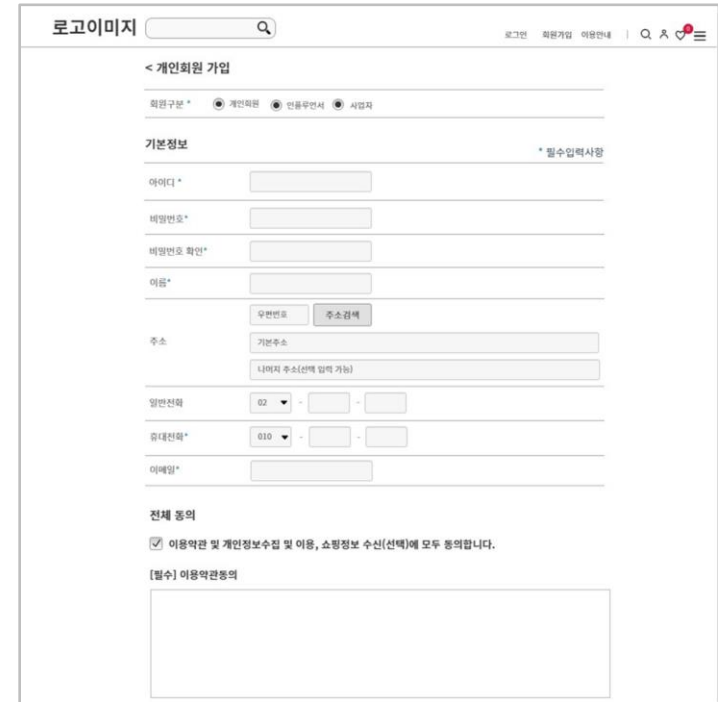 로고이미지
로그인 회원가입 이용안내 | 0
< 개인회원 가입
회원구분 * 개인회원 인플루언서 사업자
기본정보
* 필수입력사항
아이디 *
비밀번호*
비밀번호 확인*
이름*
우편번호 주소검색
주소 기본주소
나머지 주소(선택 입력 가능)
일반전화 02 - -
휴대전화* 010 - -
이메일*
전체 동의
이용약관 및 개인정보수집 및 이용, 쇼핑정보 수신(선택)에 모두 동의합니다.
[필수] 이용약관동의